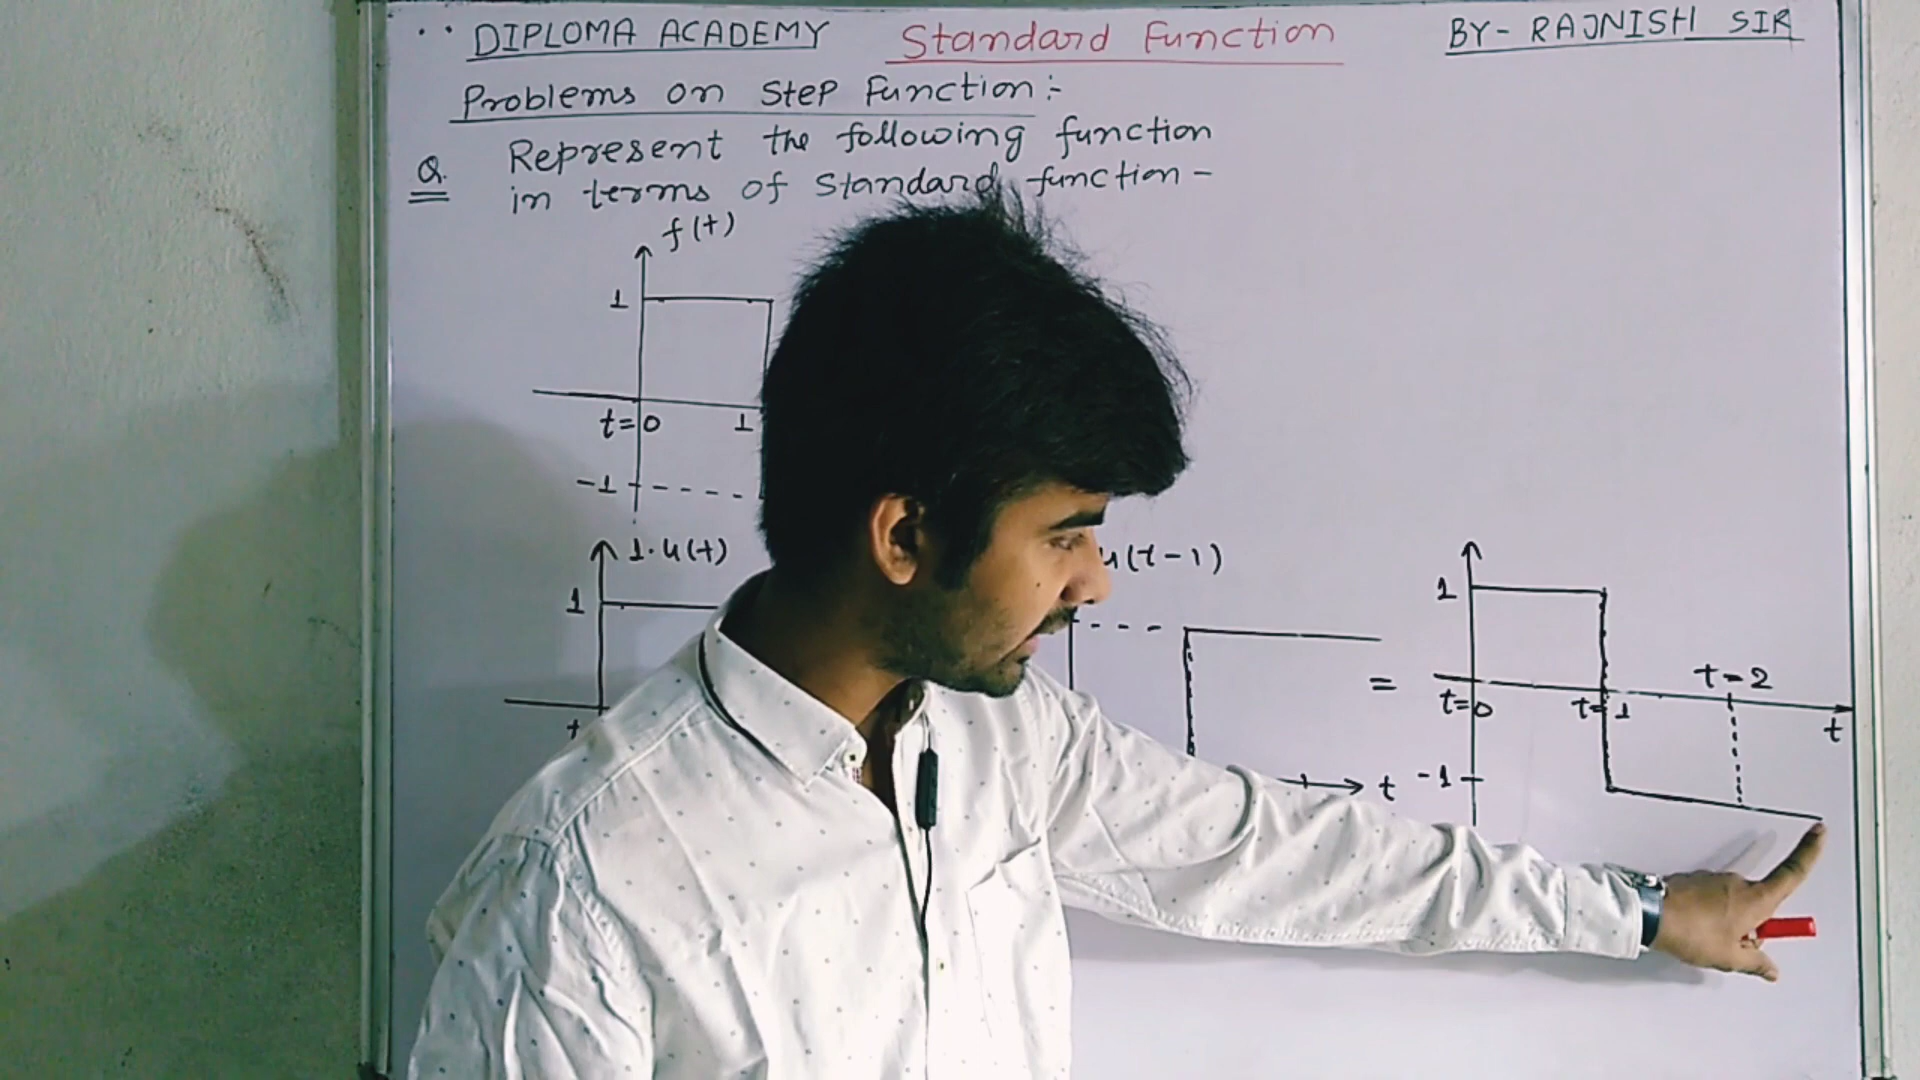 DIPLOMA ACADEMY Standard Function BY- RAJNISH SIR
Problems on Step Function :-
Q. Represent the following function
in terms of Standard function -
f(t)
1
t=0 1
-1
1.u(t) u(t-1)
1 1
t=2
=
t=0 t=1
t t
t -1